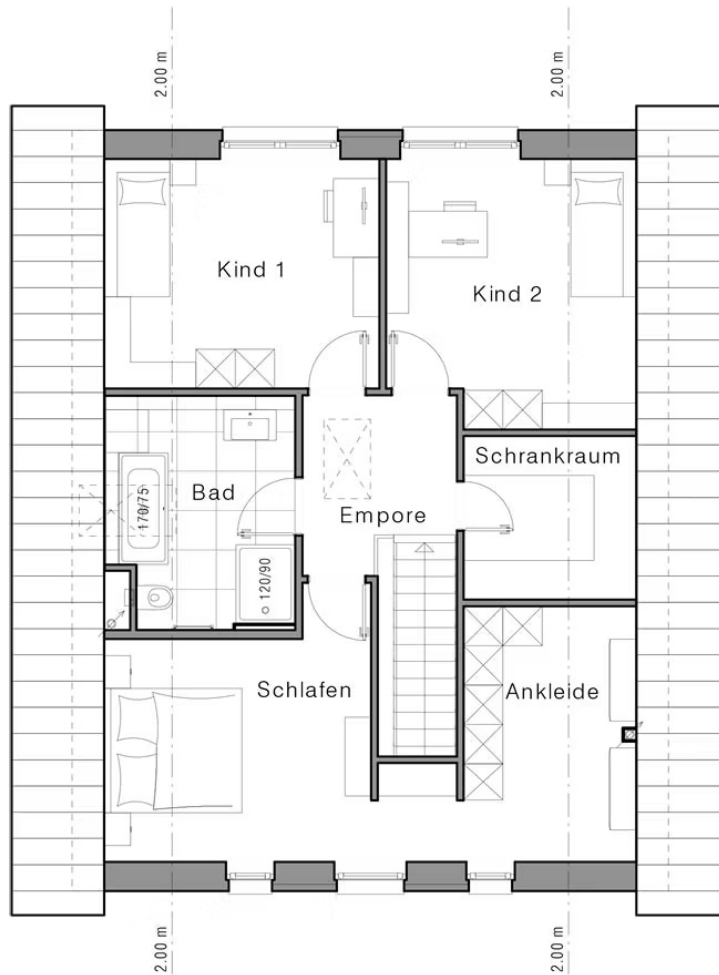 2.00 m
2.00 m
Kind 1
Kind 2
Schrankraum
Bad
170/75
Empore
120/90
Schlafen
Ankleide
2.00 m
2.00 m